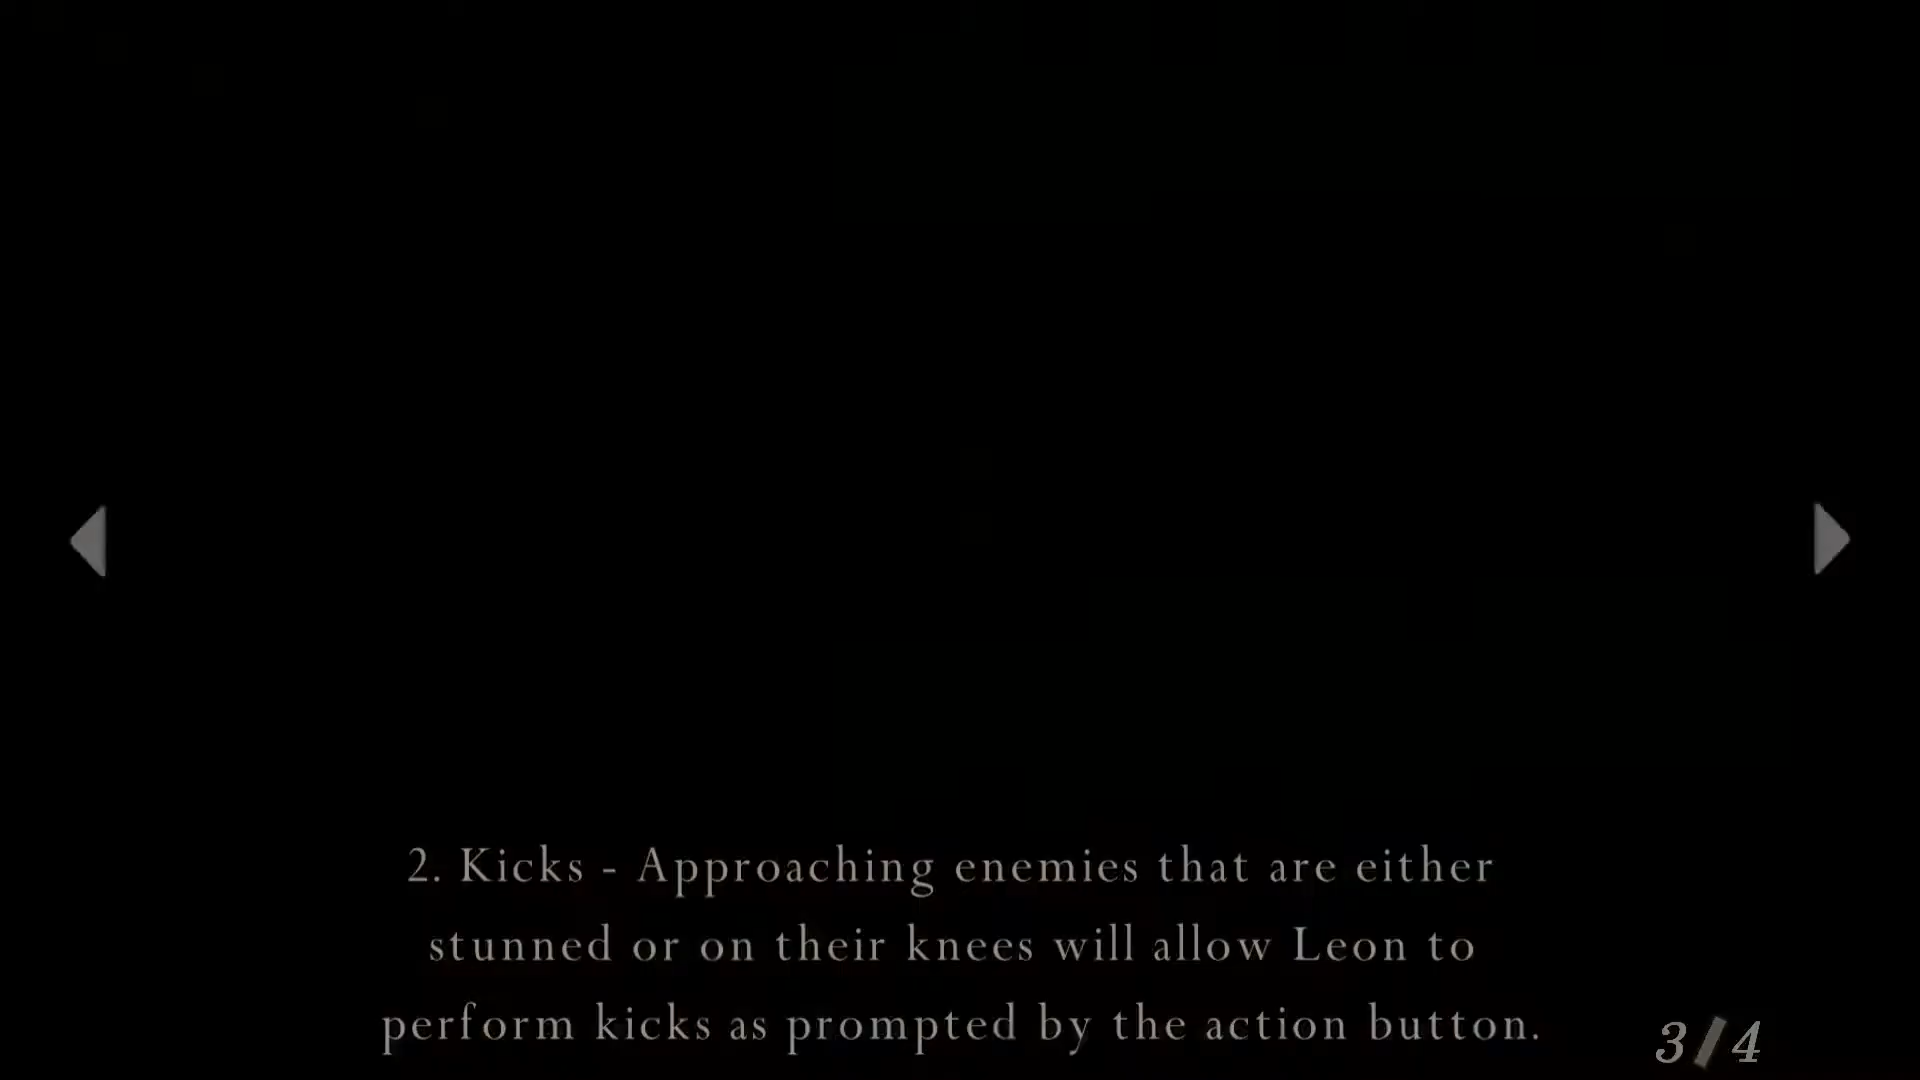 2. Kicks - Approaching enemies that are either
stunned or on their knees will allow Leon to
perform kicks as prompted by the action button.
3/4